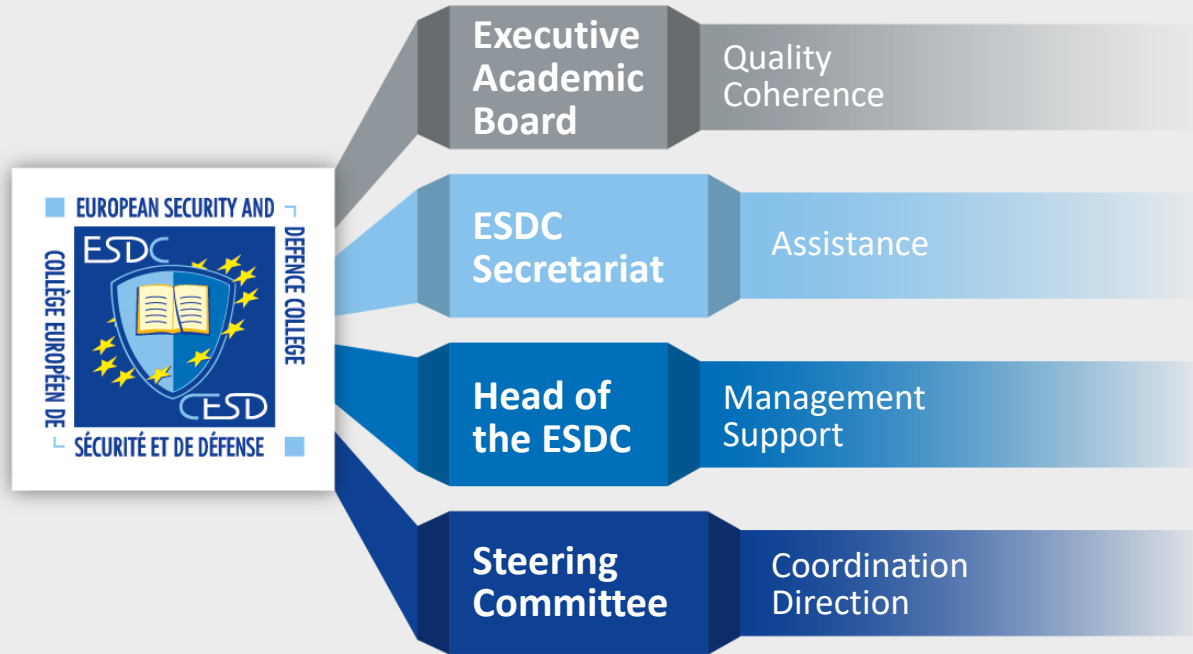 EUROPEAN SECURITY AND
DEFENCE COLLEGE
COLLÈGE EUROPÉEN DE
SÉCURITÉ ET DE DÉFENSE
ESDC
CESD
Executive
Academic
Board
Quality
Coherence
ESDC
Secretariat
Assistance
Head of
the ESDC
Management
Support
Steering
Committee
Coordination
Direction